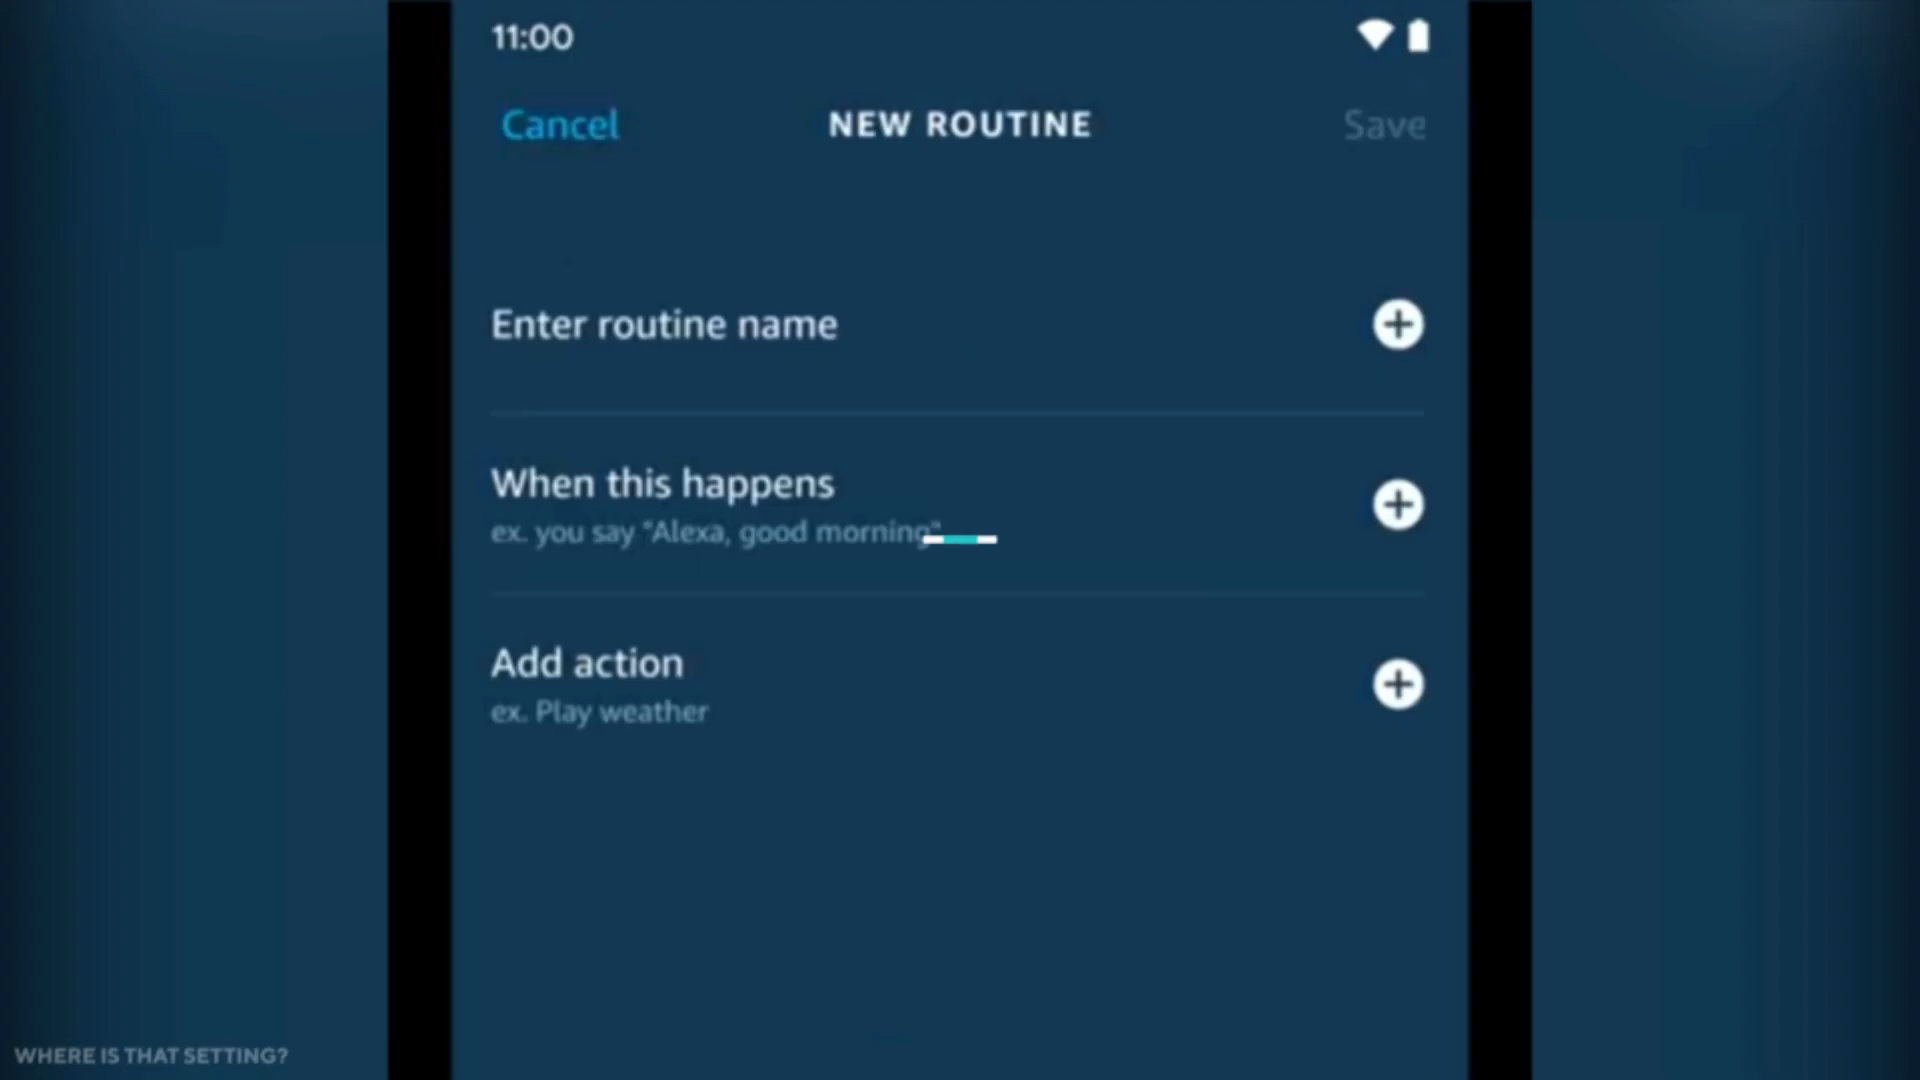 11:00
Cancel NEW ROUTINE Save
Enter routine name
When this happens
ex. you say "Alexa, good morning"
Add action
ex. Play weather
WHERE IS THAT SETTING?